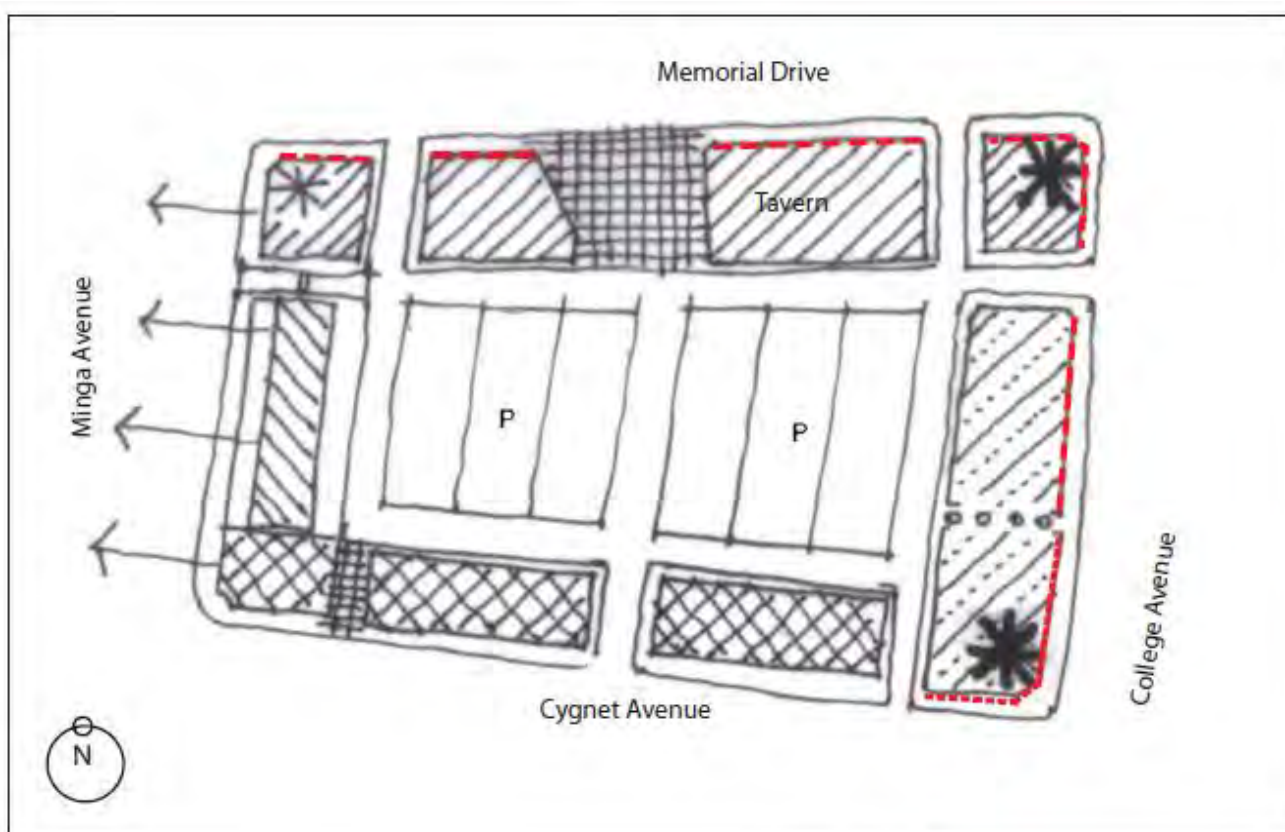 Memorial Drive
Tavern
Minga Avenue
P
P
College Avenue
Cygnet Avenue
N